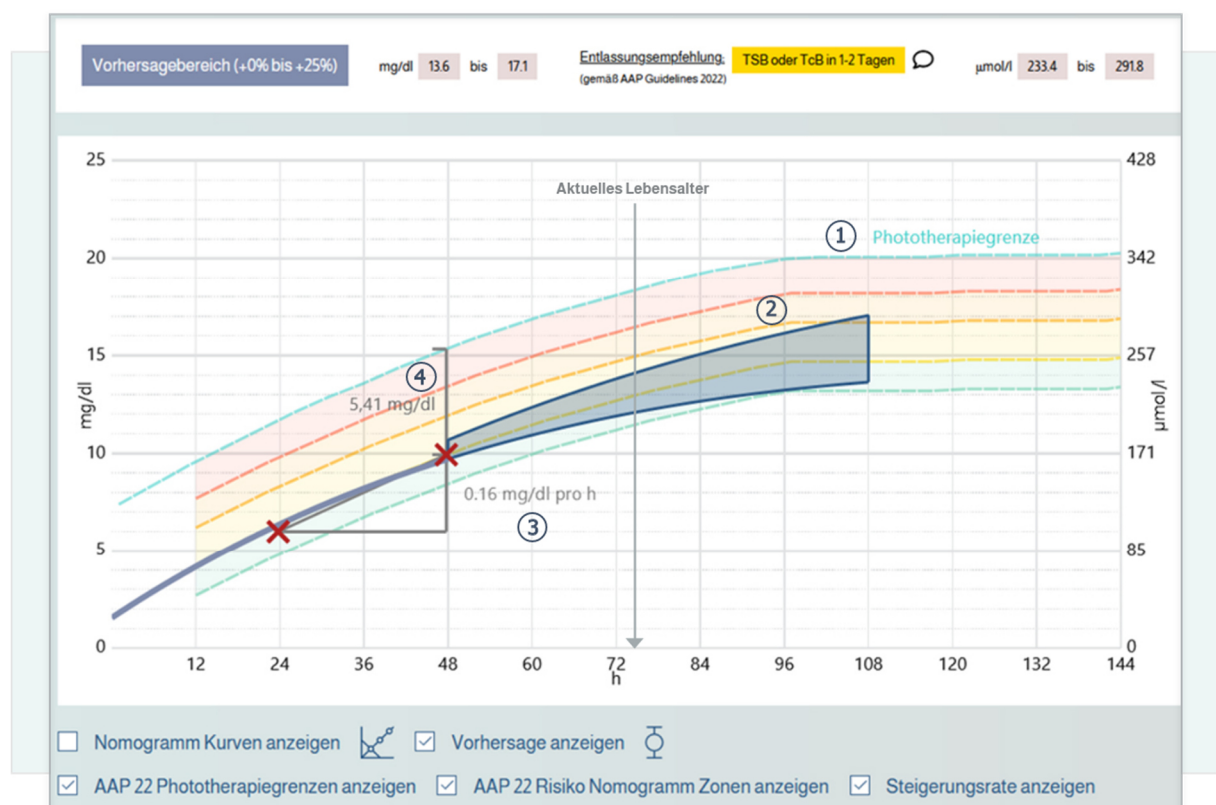 Vorhersagebereich (+0% bis +25%)
mg/dl 13.6 bis 17.1
Entlassungsempfehlung:
(gemäß AAP Guidelines 2022)
TSB oder TcB in 1-2 Tagen
µmol/l 233.4 bis 291.8
25
20
15
10
5
0
mg/dl
428
342
257
171
85
0
µmol/l
Aktuelles Lebensalter
1 Phototherapiegrenze
2
4
5,41 mg/dl
0.16 mg/dl pro h
3
12 24 36 48 60 72 84 96 108 120 132 144
h
Nomogramm Kurven anzeigen
Vorhersage anzeigen
AAP 22 Phototherapiegrenzen anzeigen
AAP 22 Risiko Nomogramm Zonen anzeigen
Steigerungsrate anzeigen